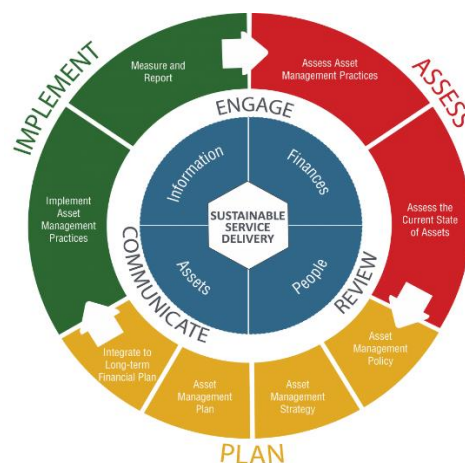 IMPLEMENT
ASSESS
PLAN
Measure and
Report
Assess Asset
Management Practices
Assess the
Current State
of Assets
Asset
Management
Policy
Asset
Management
Strategy
Asset
Management
Plan
Integrate to
Long-term
Financial Plan
Implement
Asset
Management
Practices
ENGAGE
REVIEW
COMMUNICATE
Information
Finances
People
Assets
SUSTAINABLE
SERVICE
DELIVERY